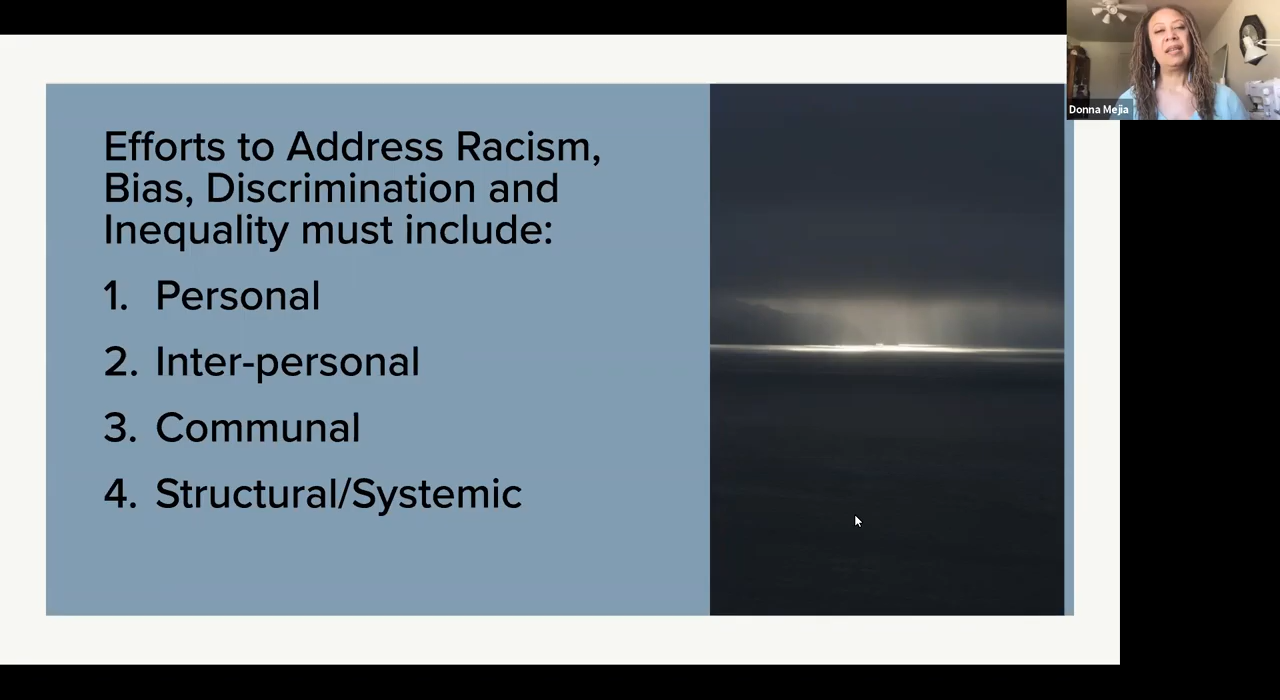 Efforts to Address Racism,
Bias, Discrimination and
Inequality must include:
1. Personal
2. Inter-personal
3. Communal
4. Structural/Systemic
Donna Mejia